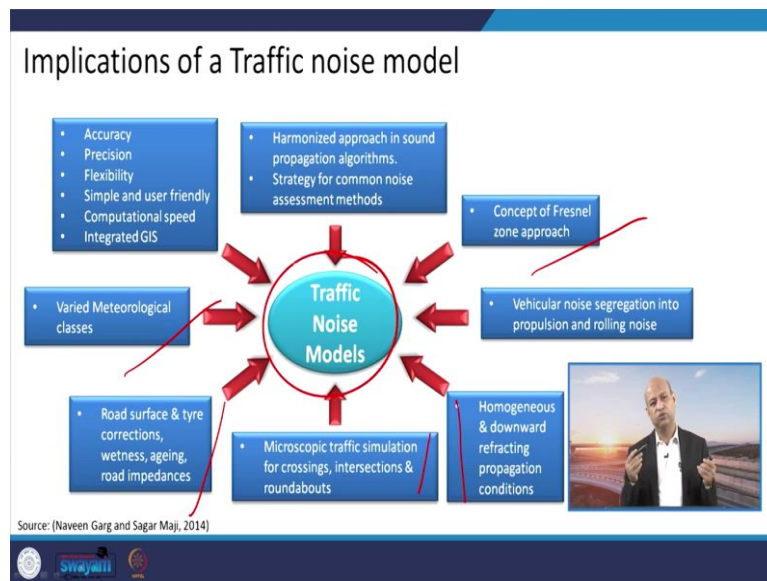 Implications of a Traffic noise model
• Accuracy
• Precision
• Flexibility
• Simple and user friendly
• Computational speed
• Integrated GIS
• Harmonized approach in sound
propagation algorithms.
• Strategy for common noise
assessment methods
• Concept of Fresnel
zone approach
• Varied Meteorological
classes
Traffic
Noise
Models
• Vehicular noise segregation into
propulsion and rolling noise
• Road surface & tyre
corrections,
wetness, ageing,
road impedances
• Microscopic traffic simulation
for crossings, intersections &
roundabouts
• Homogeneous
& downward
refracting
propagation
conditions
Source: (Naveen Garg and Sagar Maji, 2014)
swayam